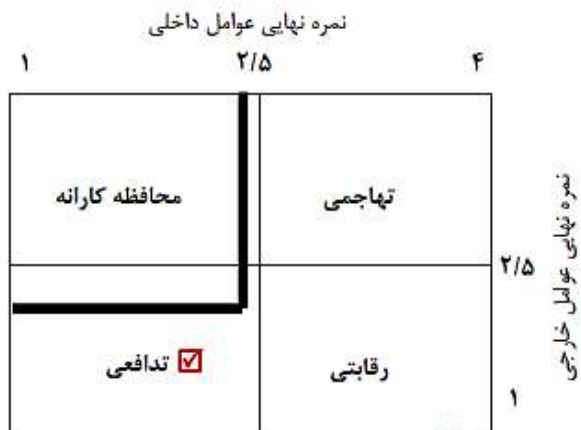 نمره نهایی عوامل داخلی
۴ ۲/۵ ۱
تهاجمی
محافظه کارانه
نمره نهایی عوامل خارجی
۲/۵
رقابتی
تدافعی
۱